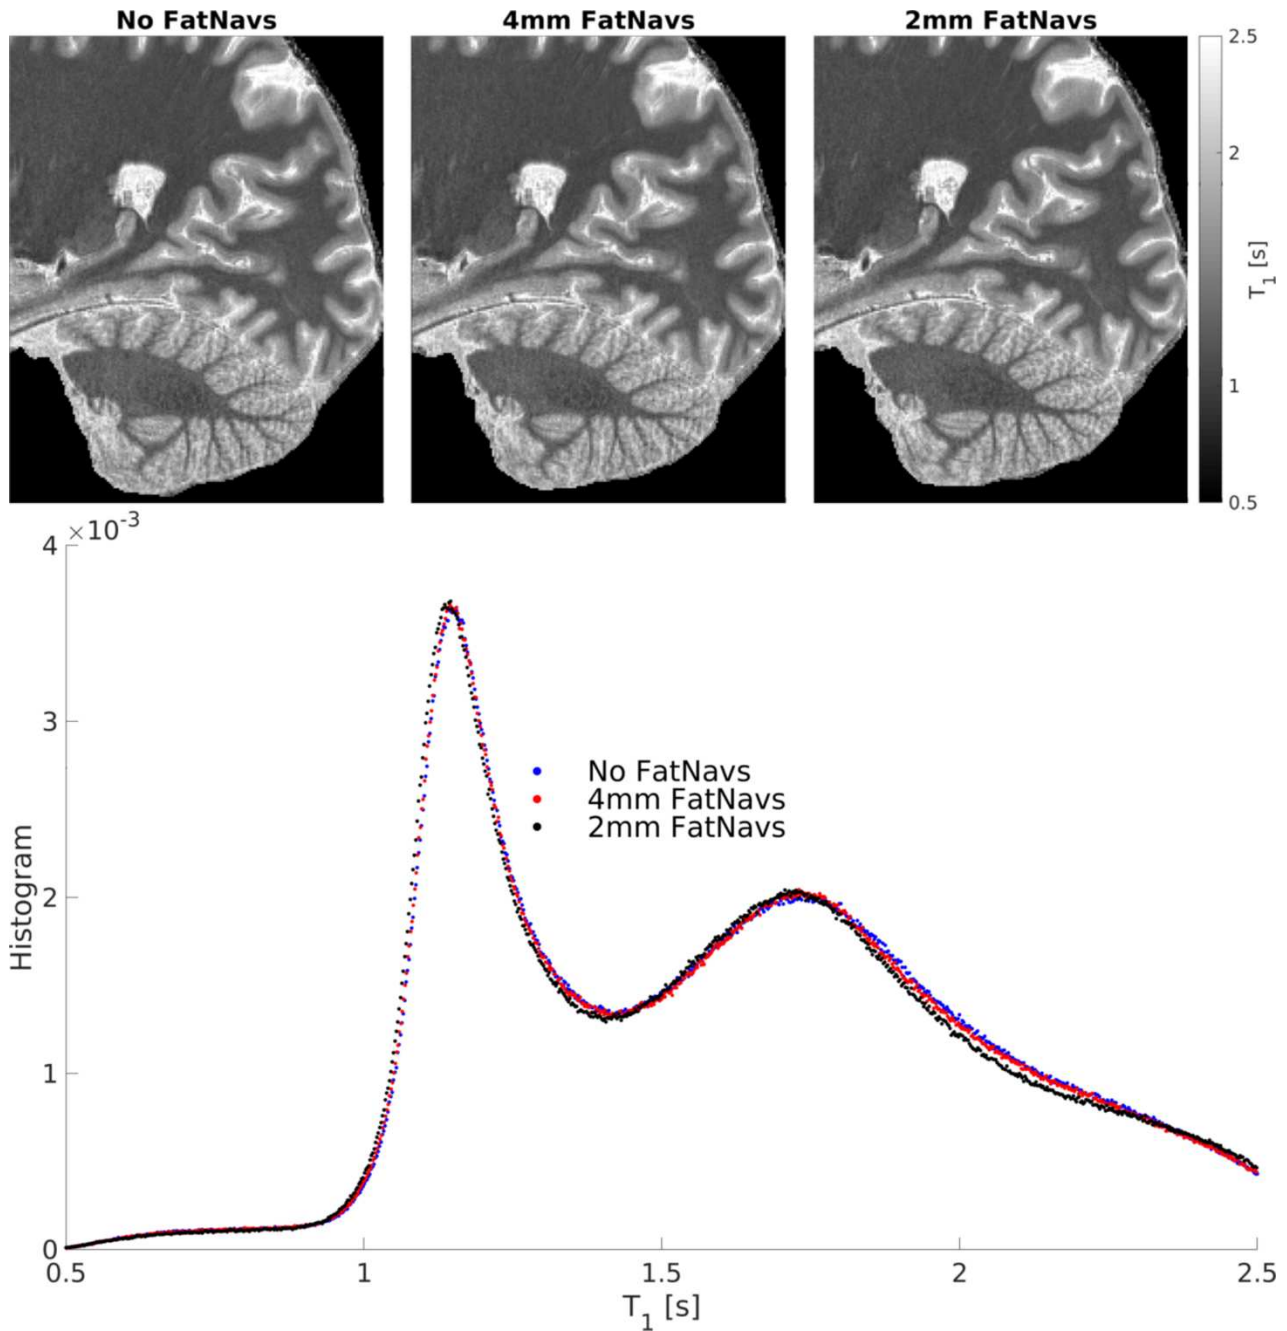 No FatNavs 4mm FatNavs 2mm FatNavs
2.5
2
T₁ [s]
1
0.5
×10⁻³
4
3
No FatNavs
4mm FatNavs
2mm FatNavs
Histogram
2
1
0
0.5 1 1.5 2 2.5
T₁ [s]